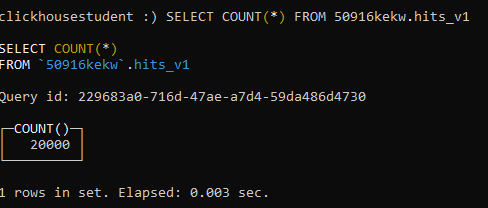 clickhousestudent :) SELECT COUNT(*) FROM 50916kekw.hits_v1
SELECT COUNT(*)
FROM `50916kekw`.hits_v1
Query id: 229683a0-716d-47ae-a7d4-59da486d4730
┌─COUNT()─┐
│   20000 │
└─────────┘
1 rows in set. Elapsed: 0.003 sec.